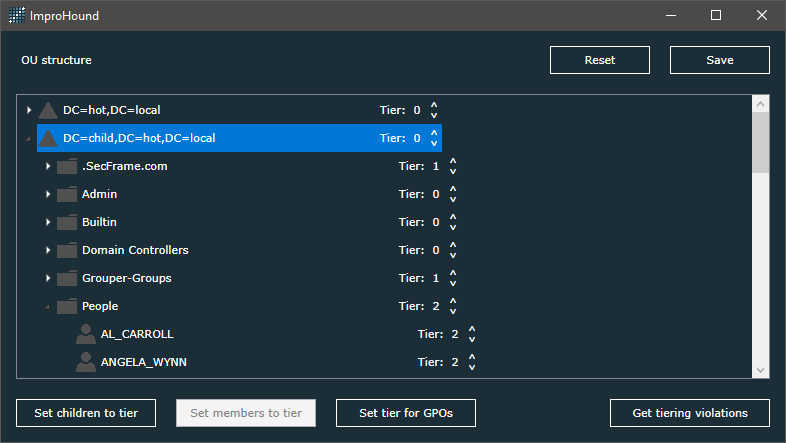 ImproHound
OU structure
Reset
Save
DC=hot,DC=local Tier: 0
DC=child,DC=hot,DC=local Tier: 0
.SecFrame.com Tier: 1
Admin Tier: 0
Builtin Tier: 0
Domain Controllers Tier: 0
Grouper-Groups Tier: 1
People Tier: 2
AL_CARROLL Tier: 2
ANGELA_WYNN Tier: 2
Set children to tier
Set members to tier
Set tier for GPOs
Get tiering violations